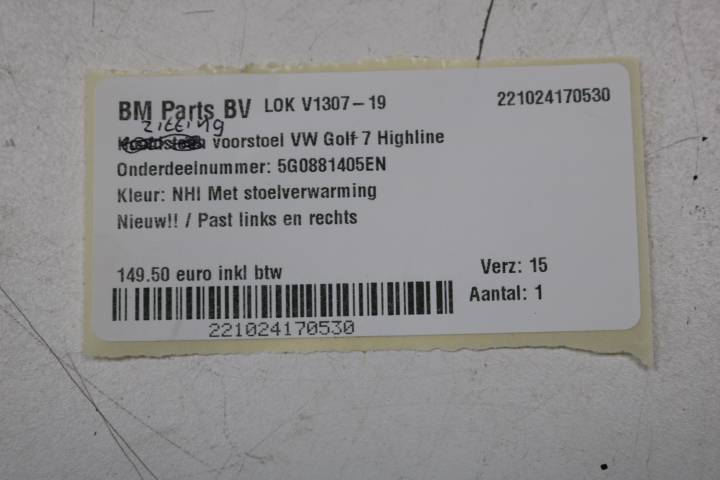 BM Parts BV LOK V1307-19 221024170530
zitting
voorstoel VW Golf 7 Highline
Onderdeelnummer: 5G0881405EN
Kleur: NHI Met stoelverwarming
Nieuw!! / Past links en rechts
149.50 euro inkl btw Verz: 15
Aantal: 1
221024170530